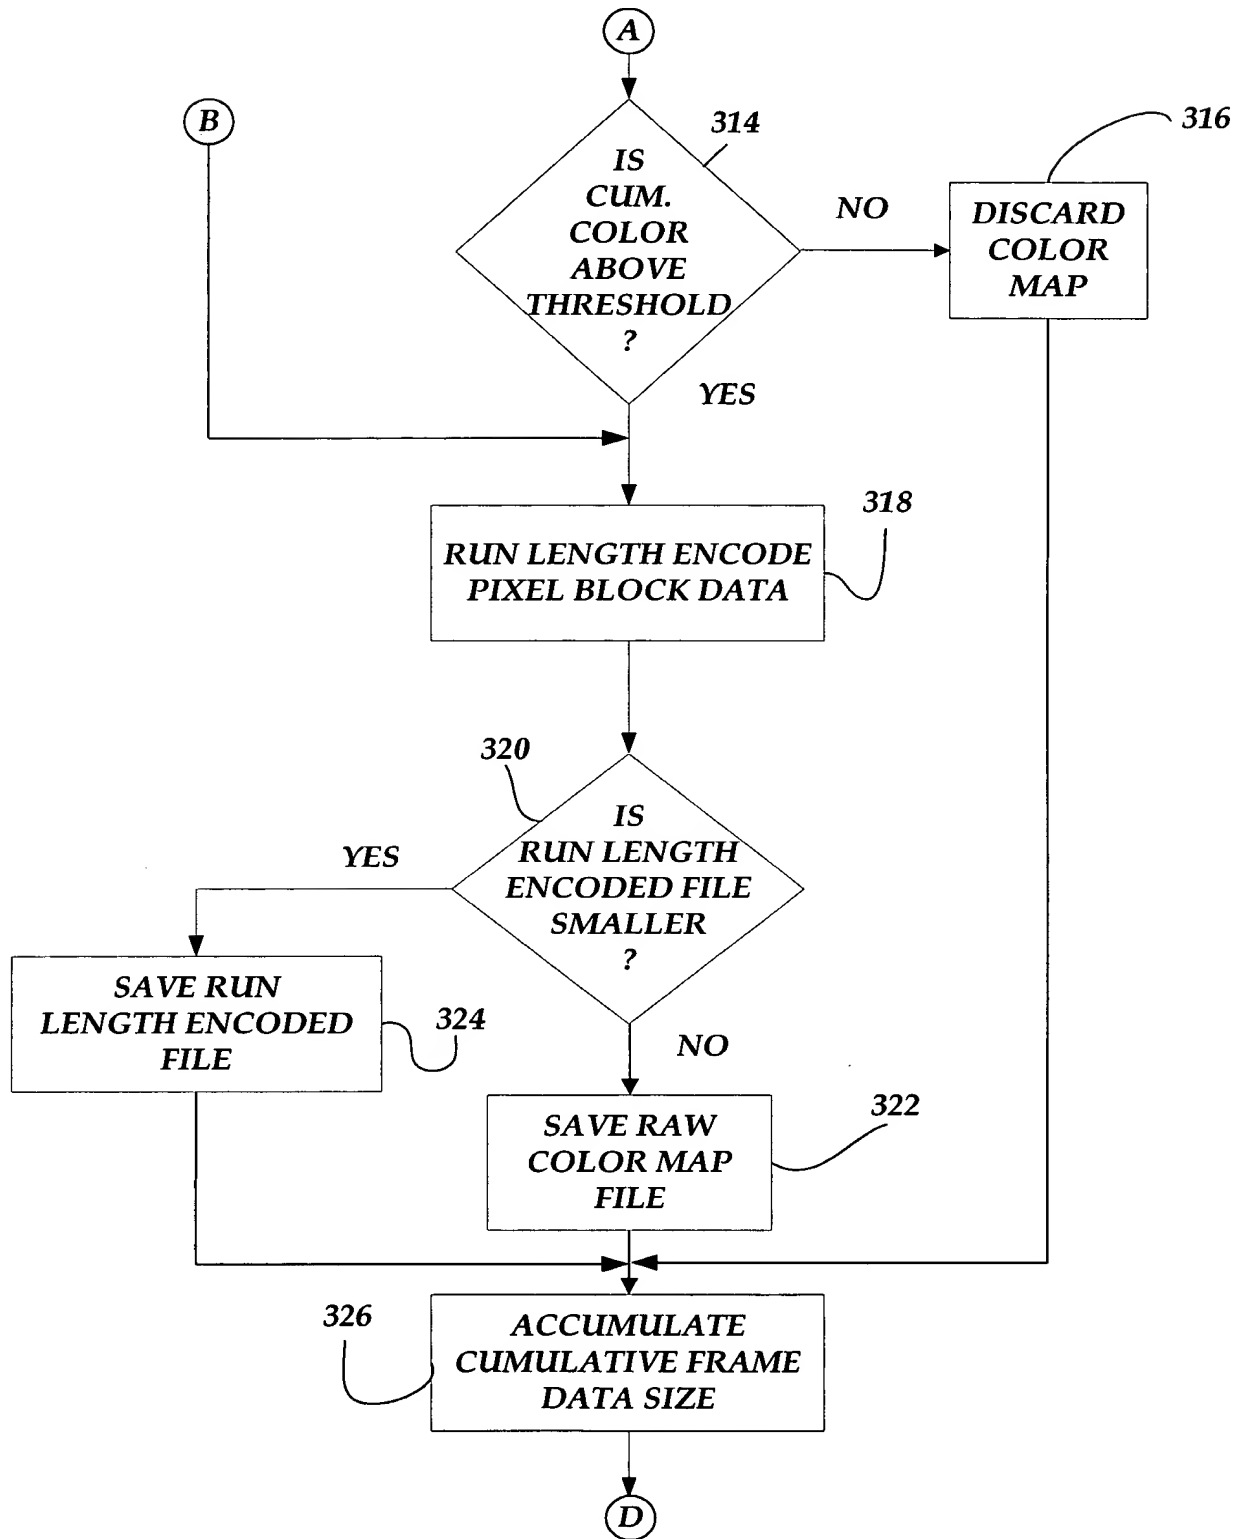 A
B
314
316
IS
CUM.
COLOR
ABOVE
THRESHOLD
?
NO
DISCARD
COLOR
MAP
YES
318
RUN LENGTH ENCODE
PIXEL BLOCK DATA
320
IS
RUN LENGTH
ENCODED FILE
SMALLER
?
YES
SAVE RUN
LENGTH ENCODED
FILE
324
NO
322
SAVE RAW
COLOR MAP
FILE
326
ACCUMULATE
CUMULATIVE FRAME
DATA SIZE
D